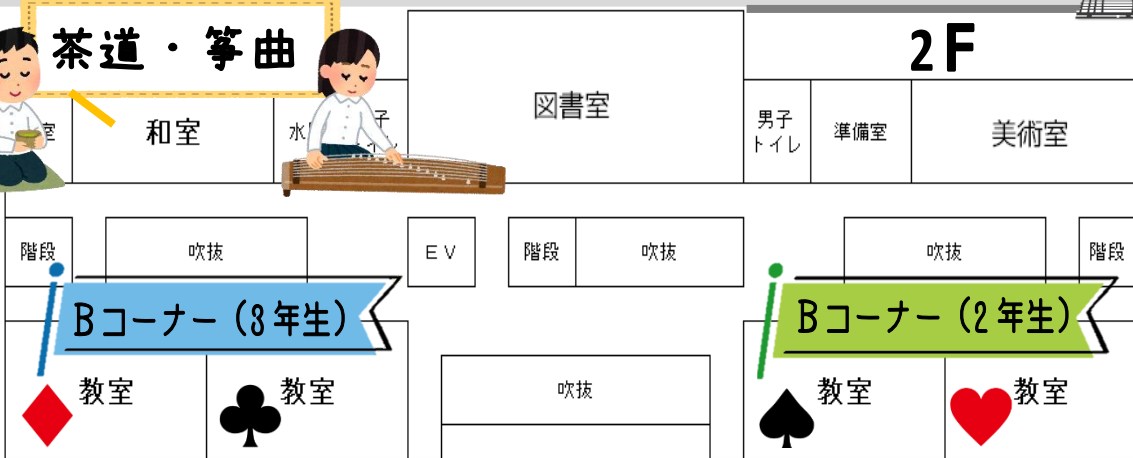 茶道・箏曲
2F
図書室
室
和室
水
男子
トイレ
準備室
美術室
階段
吹抜
EV
階段
吹抜
吹抜
階段
Bコーナー(3年生)
Bコーナー(2年生)
教室
教室
吹抜
教室
教室